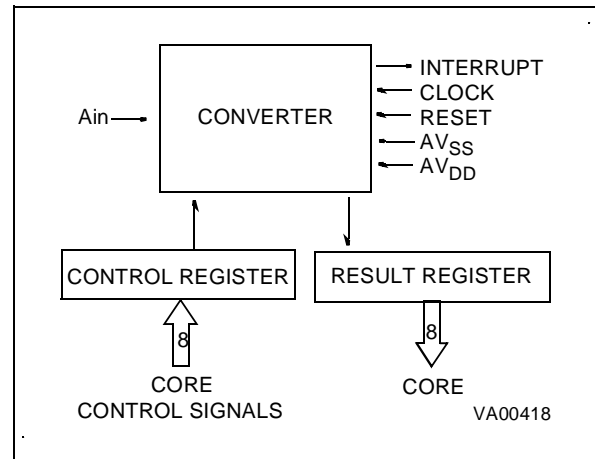 INTERRUPT
CLOCK
Ain
CONVERTER
RESET
AVSS
AVDD
CONTROL REGISTER
RESULT REGISTER
8
8
CORE
CONTROL SIGNALS
CORE
VA00418